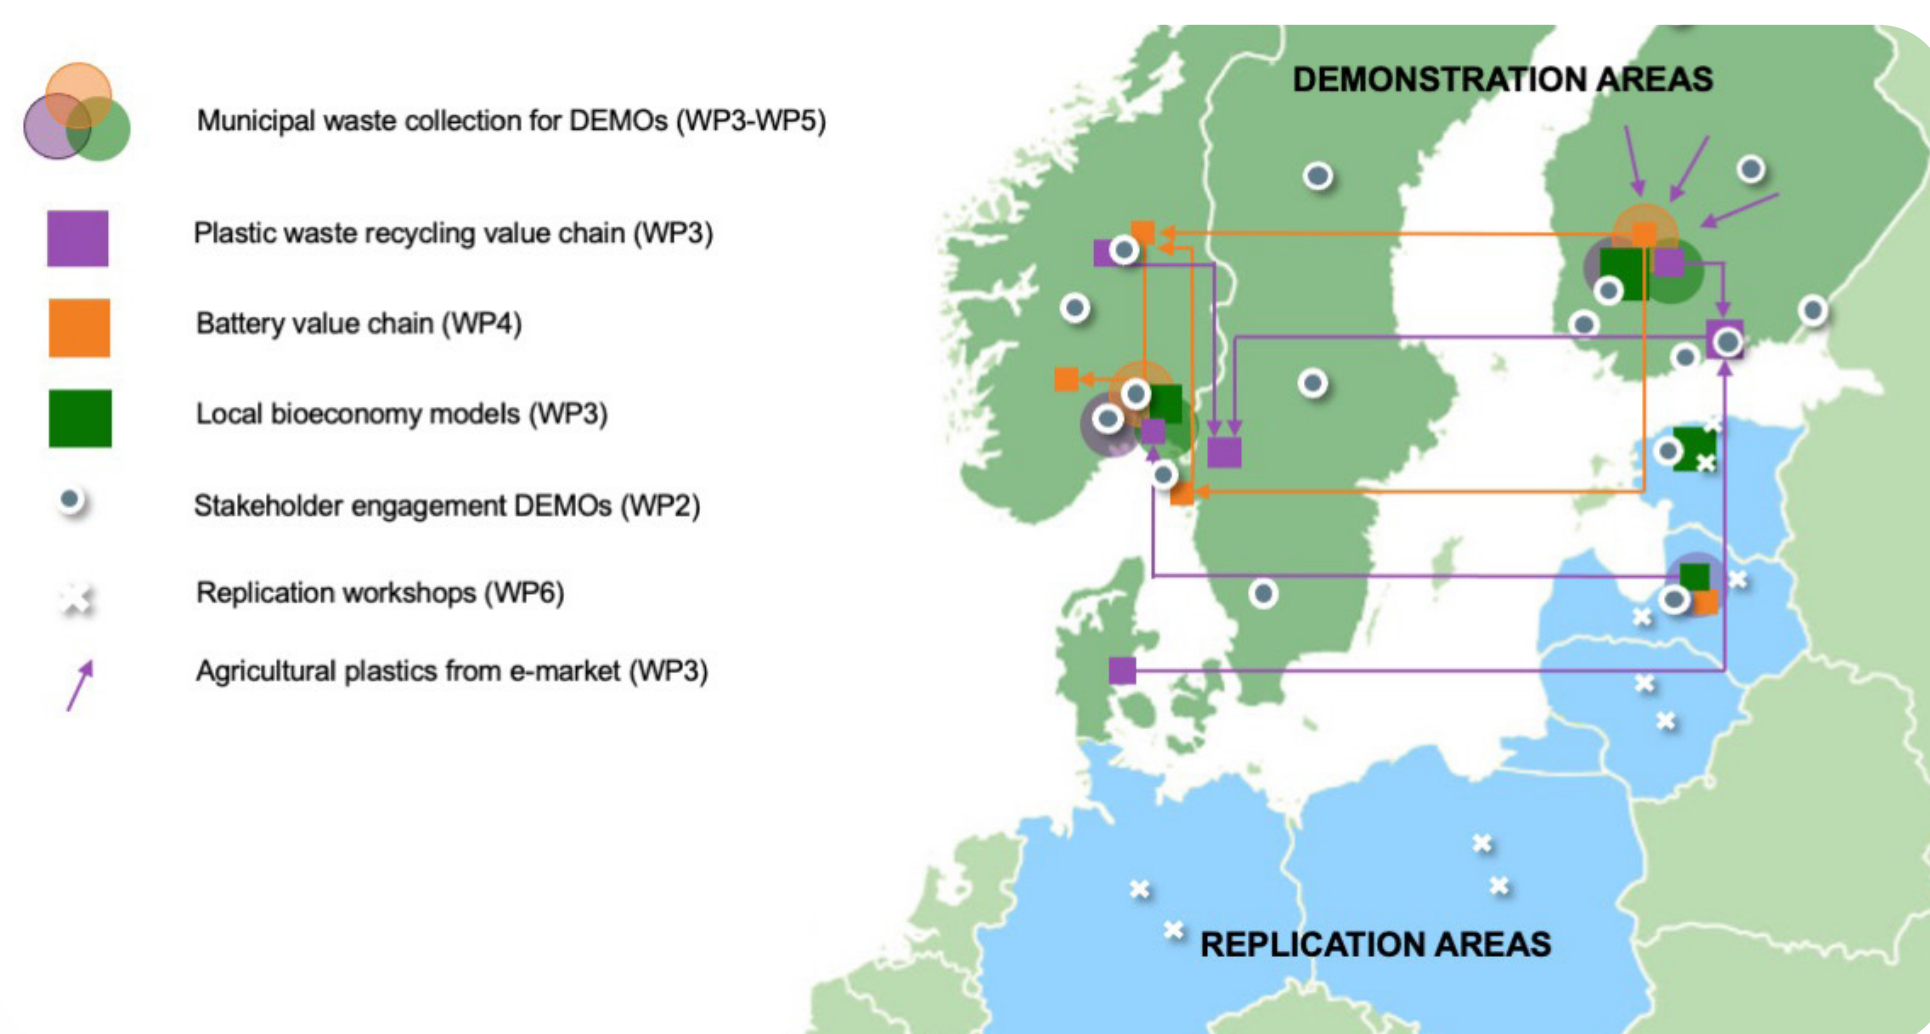 DEMONSTRATION AREAS
Municipal waste collection for DEMOs (WP3-WP5)
Plastic waste recycling value chain (WP3)
Battery value chain (WP4)
Local bioeconomy models (WP3)
Stakeholder engagement DEMOs (WP2)
Replication workshops (WP6)
Agricultural plastics from e-market (WP3)
REPLICATION AREAS